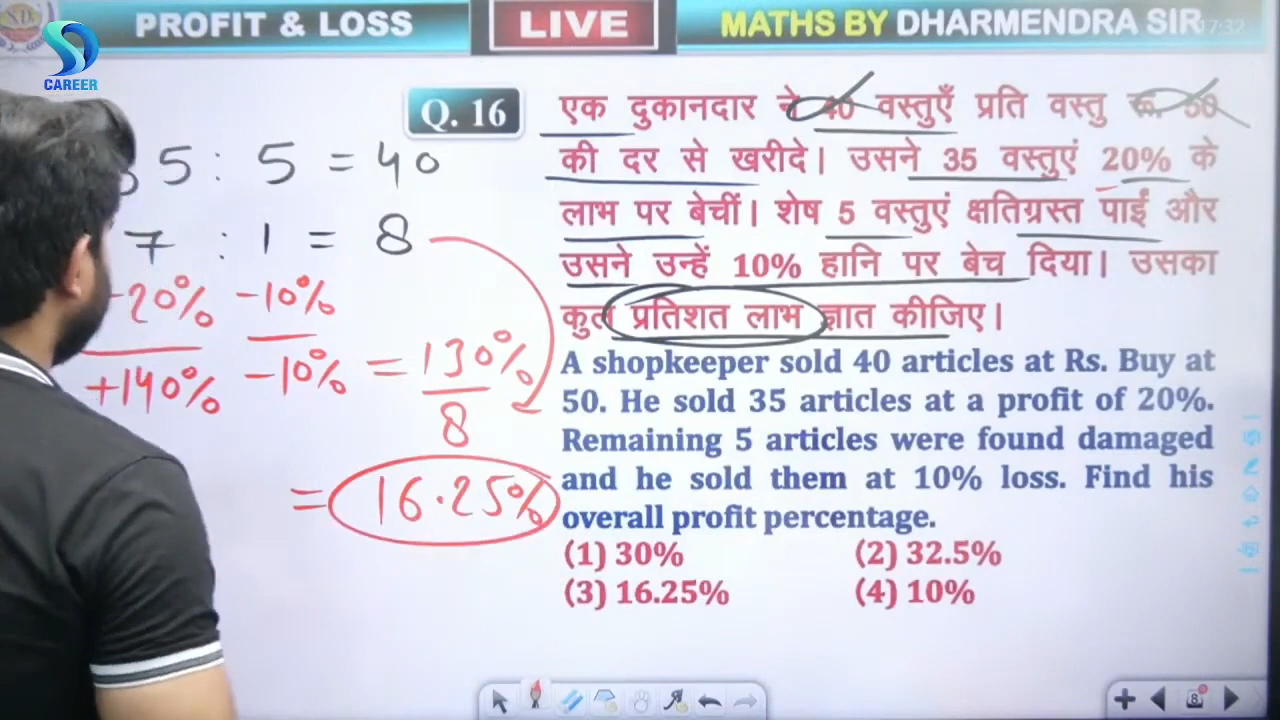 PROFIT & LOSS
LIVE
MATHS BY DHARMENDRA SIR
17:32
CAREER
Q. 16
एक दुकानदार ने 40 वस्तुएँ प्रति वस्तु रू. 50
की दर से खरीदे। उसने 35 वस्तुएं 20% के
लाभ पर बेचीं। शेष 5 वस्तुएं क्षतिग्रस्त पाईं और
उसने उन्हें 10% हानि पर बेच दिया। उसका
कुल प्रतिशत लाभ ज्ञात कीजिए।
A shopkeeper sold 40 articles at Rs. Buy at
50. He sold 35 articles at a profit of 20%.
Remaining 5 articles were found damaged
and he sold them at 10% loss. Find his
overall profit percentage.
(1) 30% (2) 32.5%
(3) 16.25% (4) 10%
35 : 5 = 40
7 : 1 = 8
20% -10%
+140% -10% = 130%
8
= 16.25%
8